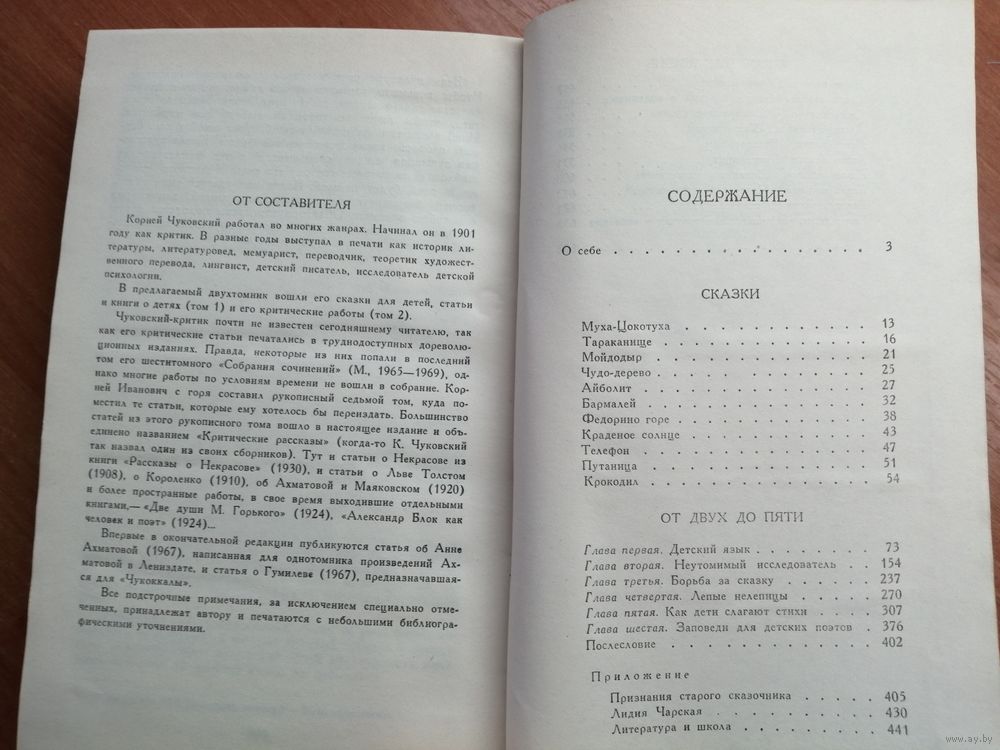 ОТ СОСТАВИТЕЛЯ
Корней Чуковский работал во многих жанрах. Начинал он в 1901
году как критик. В разные годы выступал в печати как историк ли-
тературы, литературовед, мемуарист, переводчик, теоретик художест-
венного перевода, лингвист, детский писатель, исследователь детской
психологии.
В предлагаемый двухтомник вошли его сказки для детей, статьи
и книги о детях (том 1) и его критические работы (том 2).
Чуковский-критик почти не известен сегодняшнему читателю, так
как его критические статьи печатались в труднодоступных дореволю-
ционных изданиях. Правда, некоторые из них попали в последний
том его шеститомного «Собрания сочинений» (М., 1965—1969), од-
нако многие работы по условиям времени не вошли в собрание. Кор-
ней Иванович с горя составил рукописный седьмой том, куда по-
местил те статьи, которые ему хотелось бы переиздать. Большинство
статей из этого рукописного тома вошло в настоящее издание и объ-
единено названием «Критические рассказы» (когда-то К. Чуковский
так назвал один из своих сборников). Тут и статьи о Некрасове из
книги «Рассказы о Некрасове» (1930), и статьи о Льве Толстом
(1908), о Короленко (1910), об Ахматовой и Маяковском (1920)
и более пространные работы, в свое время выходившие отдельными
книгами,— «Две души М. Горького» (1924), «Александр Блок как
человек и поэт» (1924)...
Впервые в окончательной редакции публикуются статья об Анне
Ахматовой (1967), написанная для однотомника произведений Ах-
матовой в Лениздате, и статья о Гумилеве (1967), предназначавшая-
ся для «Чукоккалы».
Все подстрочные примечания, за исключением специально отме-
ченных, принадлежат автору и печатаются с небольшими библиогра-
фическими уточнениями.
СОДЕРЖАНИЕ
О себе . . . . . . . . . . . . . . . . 3
СКАЗКИ
Муха-Цокотуха . . . . . . . . . . . 13
Тараканище . . . . . . . . . . . . 16
Мойдодыр . . . . . . . . . . . . 21
Чудо-дерево . . . . . . . . . . . . 25
Айболит . . . . . . . . . . . . . 27
Бармалей . . . . . . . . . . . . . 32
Федорино горе . . . . . . . . . . . 38
Краденое солнце . . . . . . . . . . 43
Телефон . . . . . . . . . . . . . 47
Путаница . . . . . . . . . . . . . 51
Крокодил . . . . . . . . . . . . . 54
ОТ ДВУХ ДО ПЯТИ
Глава первая. Детский язык . . . . . . . 73
Глава вторая. Неутомимый исследователь . . 154
Глава третья. Борьба за сказку . . . . . . 237
Глава четвертая. Лепые нелепицы . . . . . 270
Глава пятая. Как дети слагают стихи . . . . 307
Глава шестая. Заповеди для детских поэтов . 376
Послесловие . . . . . . . . . . . . 402
Приложение
Признания старого сказочника . . . . . 405
Лидия Чарская . . . . . . . . . . 430
Литература и школа . . . . . . . . 441
www.ay.by